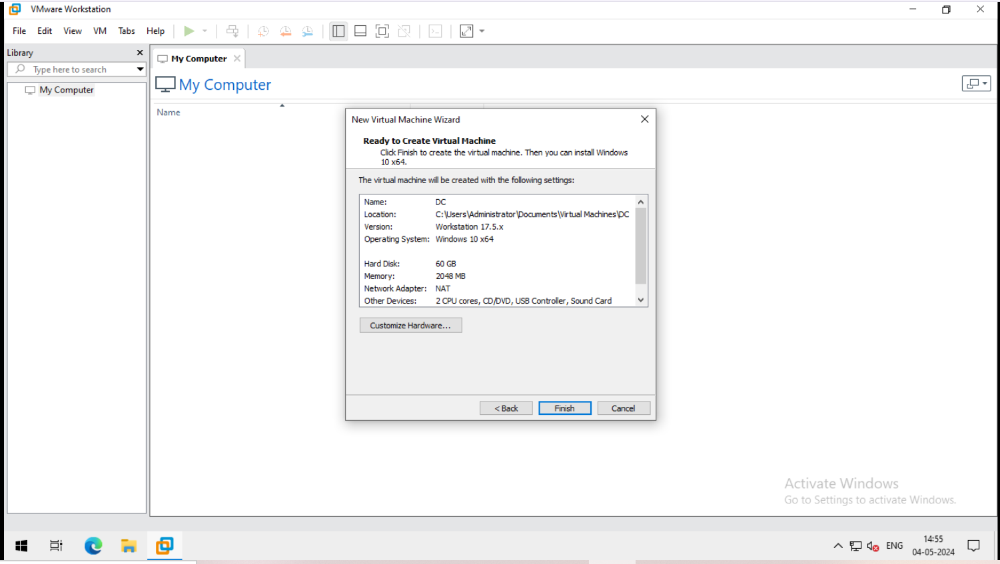 VMware Workstation
File Edit View VM Tabs Help
Library
Type here to search
My Computer
My Computer
My Computer
Name
New Virtual Machine Wizard
Ready to Create Virtual Machine
Click Finish to create the virtual machine. Then you can install Windows
10 x64.
The virtual machine will be created with the following settings:
Name: DC
Location: C:\Users\Administrator\Documents\Virtual Machines\DC
Version: Workstation 17.5.x
Operating System: Windows 10 x64
Hard Disk: 60 GB
Memory: 2048 MB
Network Adapter: NAT
Other Devices: 2 CPU cores, CD/DVD, USB Controller, Sound Card
Customize Hardware...
< Back Finish Cancel
Activate Windows
Go to Settings to activate Windows.
ENG
14:55
04-05-2024